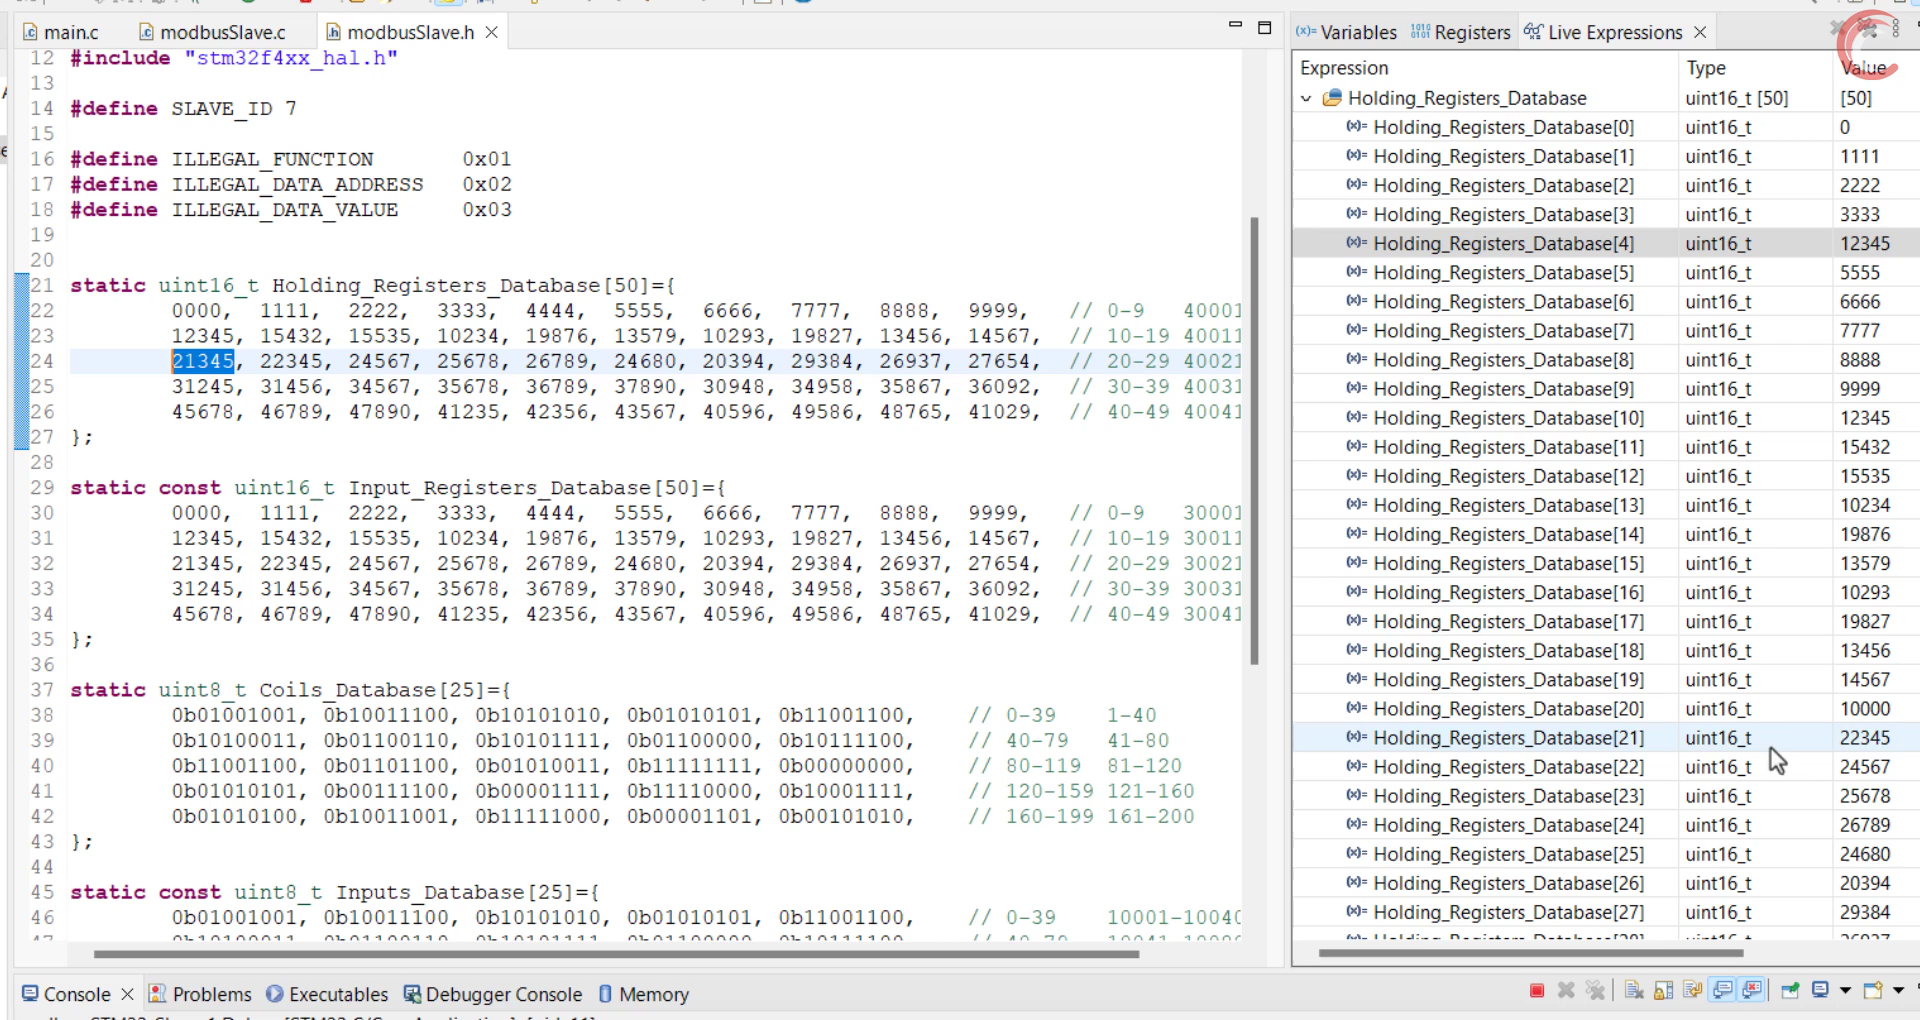 main.c
modbusSlave.c
modbusSlave.h
12 #include "stm32f4xx_hal.h"
13
14 #define SLAVE_ID 7
15
16 #define ILLEGAL_FUNCTION 0x01
17 #define ILLEGAL_DATA_ADDRESS 0x02
18 #define ILLEGAL_DATA_VALUE 0x03
19
20
21 static uint16_t Holding_Registers_Database[50]={
22 0000, 1111, 2222, 3333, 4444, 5555, 6666, 7777, 8888, 9999, // 0-9 40001
23 12345, 15432, 15535, 10234, 19876, 13579, 10293, 19827, 13456, 14567, // 10-19 40011
24 21345, 22345, 24567, 25678, 26789, 24680, 20394, 29384, 26937, 27654, // 20-29 40021
25 31245, 31456, 34567, 35678, 36789, 37890, 30948, 34958, 35867, 36092, // 30-39 40031
26 45678, 46789, 47890, 41235, 42356, 43567, 40596, 49586, 48765, 41029, // 40-49 40041
27 };
28
29 static const uint16_t Input_Registers_Database[50]={
30 0000, 1111, 2222, 3333, 4444, 5555, 6666, 7777, 8888, 9999, // 0-9 30001
31 12345, 15432, 15535, 10234, 19876, 13579, 10293, 19827, 13456, 14567, // 10-19 30011
32 21345, 22345, 24567, 25678, 26789, 24680, 20394, 29384, 26937, 27654, // 20-29 30021
33 31245, 31456, 34567, 35678, 36789, 37890, 30948, 34958, 35867, 36092, // 30-39 30031
34 45678, 46789, 47890, 41235, 42356, 43567, 40596, 49586, 48765, 41029, // 40-49 30041
35 };
36
37 static uint8_t Coils_Database[25]={
38 0b01001001, 0b10011100, 0b10101010, 0b01010101, 0b11001100, // 0-39 1-40
39 0b10100011, 0b01100110, 0b10101111, 0b01100000, 0b10111100, // 40-79 41-80
40 0b11001100, 0b01101100, 0b01010011, 0b11111111, 0b00000000, // 80-119 81-120
41 0b01010101, 0b00111100, 0b00001111, 0b11110000, 0b10001111, // 120-159 121-160
42 0b01010100, 0b10011001, 0b11111000, 0b00001101, 0b00101010, // 160-199 161-200
43 };
44
45 static const uint8_t Inputs_Database[25]={
46 0b01001001, 0b10011100, 0b10101010, 0b01010101, 0b11001100, // 0-39 10001-10040
Variables
Registers
Live Expressions
Expression Type Value
Holding_Registers_Database uint16_t [50] [50]
Holding_Registers_Database[0] uint16_t 0
Holding_Registers_Database[1] uint16_t 1111
Holding_Registers_Database[2] uint16_t 2222
Holding_Registers_Database[3] uint16_t 3333
Holding_Registers_Database[4] uint16_t 12345
Holding_Registers_Database[5] uint16_t 5555
Holding_Registers_Database[6] uint16_t 6666
Holding_Registers_Database[7] uint16_t 7777
Holding_Registers_Database[8] uint16_t 8888
Holding_Registers_Database[9] uint16_t 9999
Holding_Registers_Database[10] uint16_t 12345
Holding_Registers_Database[11] uint16_t 15432
Holding_Registers_Database[12] uint16_t 15535
Holding_Registers_Database[13] uint16_t 10234
Holding_Registers_Database[14] uint16_t 19876
Holding_Registers_Database[15] uint16_t 13579
Holding_Registers_Database[16] uint16_t 10293
Holding_Registers_Database[17] uint16_t 19827
Holding_Registers_Database[18] uint16_t 13456
Holding_Registers_Database[19] uint16_t 14567
Holding_Registers_Database[20] uint16_t 10000
Holding_Registers_Database[21] uint16_t 22345
Holding_Registers_Database[22] uint16_t 24567
Holding_Registers_Database[23] uint16_t 25678
Holding_Registers_Database[24] uint16_t 26789
Holding_Registers_Database[25] uint16_t 24680
Holding_Registers_Database[26] uint16_t 20394
Holding_Registers_Database[27] uint16_t 29384
Console
Problems
Executables
Debugger Console
Memory